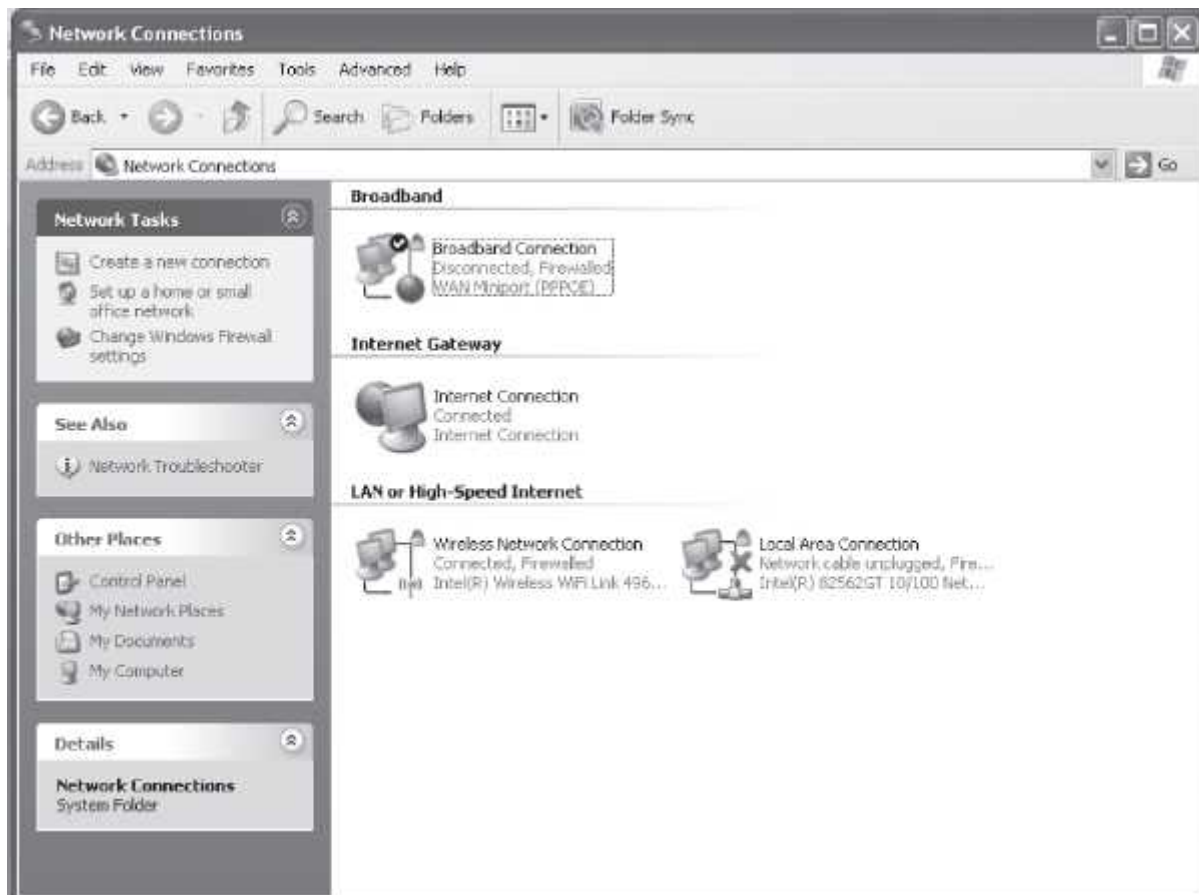 Network Connections
File Edit View Favorites Tools Advanced Help
Back Search Folders Folder Sync
Address Network Connections Go
Network Tasks
Create a new connection
Set up a home or small
office network
Change Windows Firewall
settings
See Also
Network Troubleshooter
Other Places
Control Panel
My Network Places
My Documents
My Computer
Details
Network Connections
System Folder
Broadband
Broadband Connection
Disconnected, Firewalled
WAN Miniport (PPPOE)
Internet Gateway
Internet Connection
Connected
Internet Connection
LAN or High-Speed Internet
Wireless Network Connection
Connected, Firewalled
Intel(R) Wireless WiFi Link 496...
Local Area Connection
Network cable unplugged, Fire...
Intel(R) 82562GT 10/100 Net...